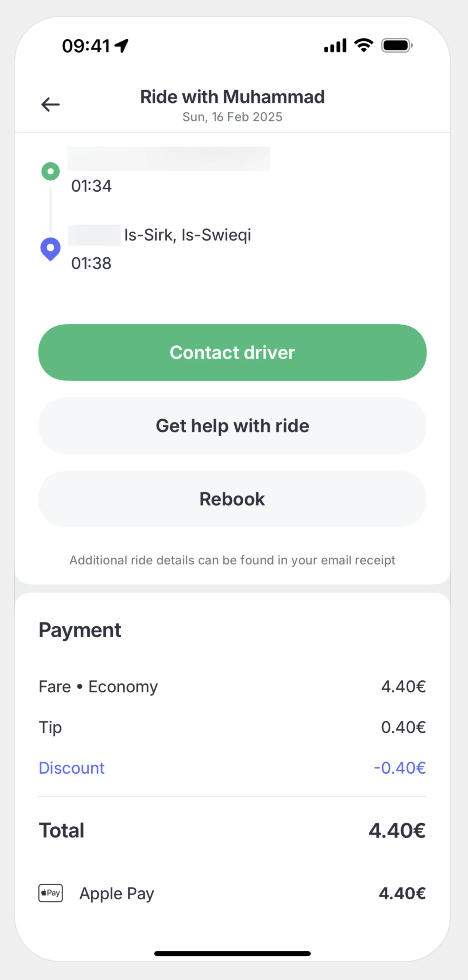 09:41
Ride with Muhammad
Sun, 16 Feb 2025
01:34
Is-Sirk, Is-Swieqi
01:38
Contact driver
Get help with ride
Rebook
Additional ride details can be found in your email receipt
Payment
Fare • Economy 4.40€
Tip 0.40€
Discount -0.40€
Total 4.40€
Pay Apple Pay 4.40€